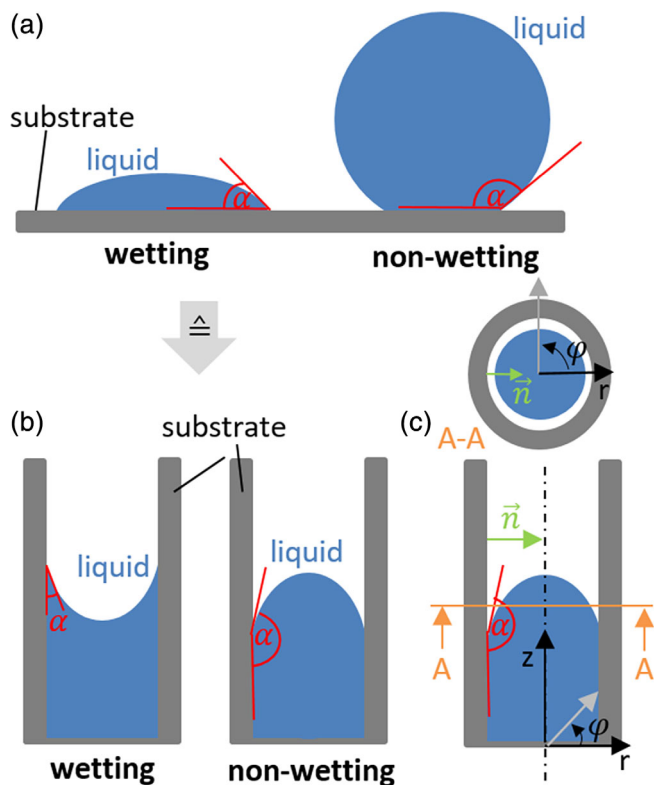 (a)
liquid
substrate
liquid
α
α
wetting
non-wetting
≙
φ
n⃗
r
(b)
substrate
(c)
A-A
n⃗
liquid
liquid
α
α
α
A
z
A
φ
r
wetting
non-wetting